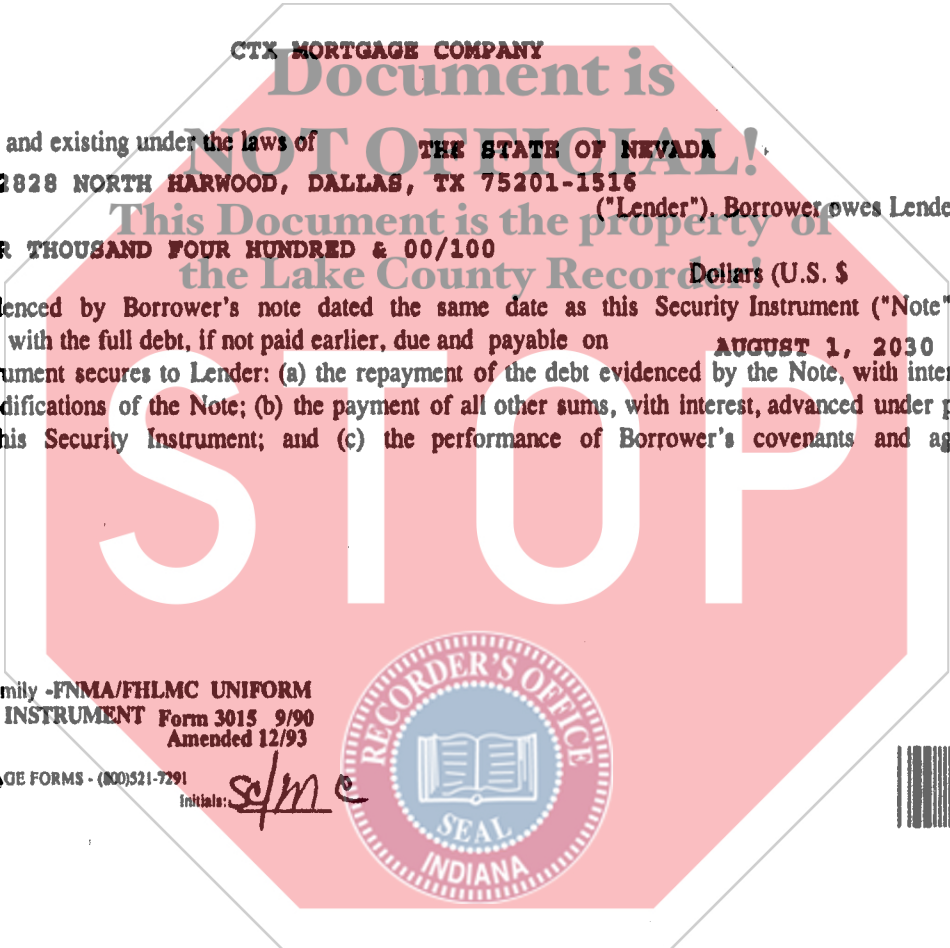 CTX MORTGAGE COMPANY
Document is
and existing under the laws of THE STATE OF NEVADA
NOT OFFICIAL!
2828 NORTH HARWOOD, DALLAS, TX 75201-1516
("Lender"). Borrower owes Lende
This Document is the property of
R THOUSAND FOUR HUNDRED & 00/100
the Lake County Recorder!
Dollars (U.S. $
lenced by Borrower's note dated the same date as this Security Instrument ("Note"
with the full debt, if not paid earlier, due and payable on AUGUST 1, 2030
ument secures to Lender: (a) the repayment of the debt evidenced by the Note, with inter
difications of the Note; (b) the payment of all other sums, with interest, advanced under p
his Security Instrument; and (c) the performance of Borrower's covenants and ag
STOP
mily -FNMA/FHLMC UNIFORM
INSTRUMENT Form 3015 9/90
Amended 12/93
GE FORMS - (800)521-7291
Initials:
RECORDER'S OFFICE
SEAL
INDIANA